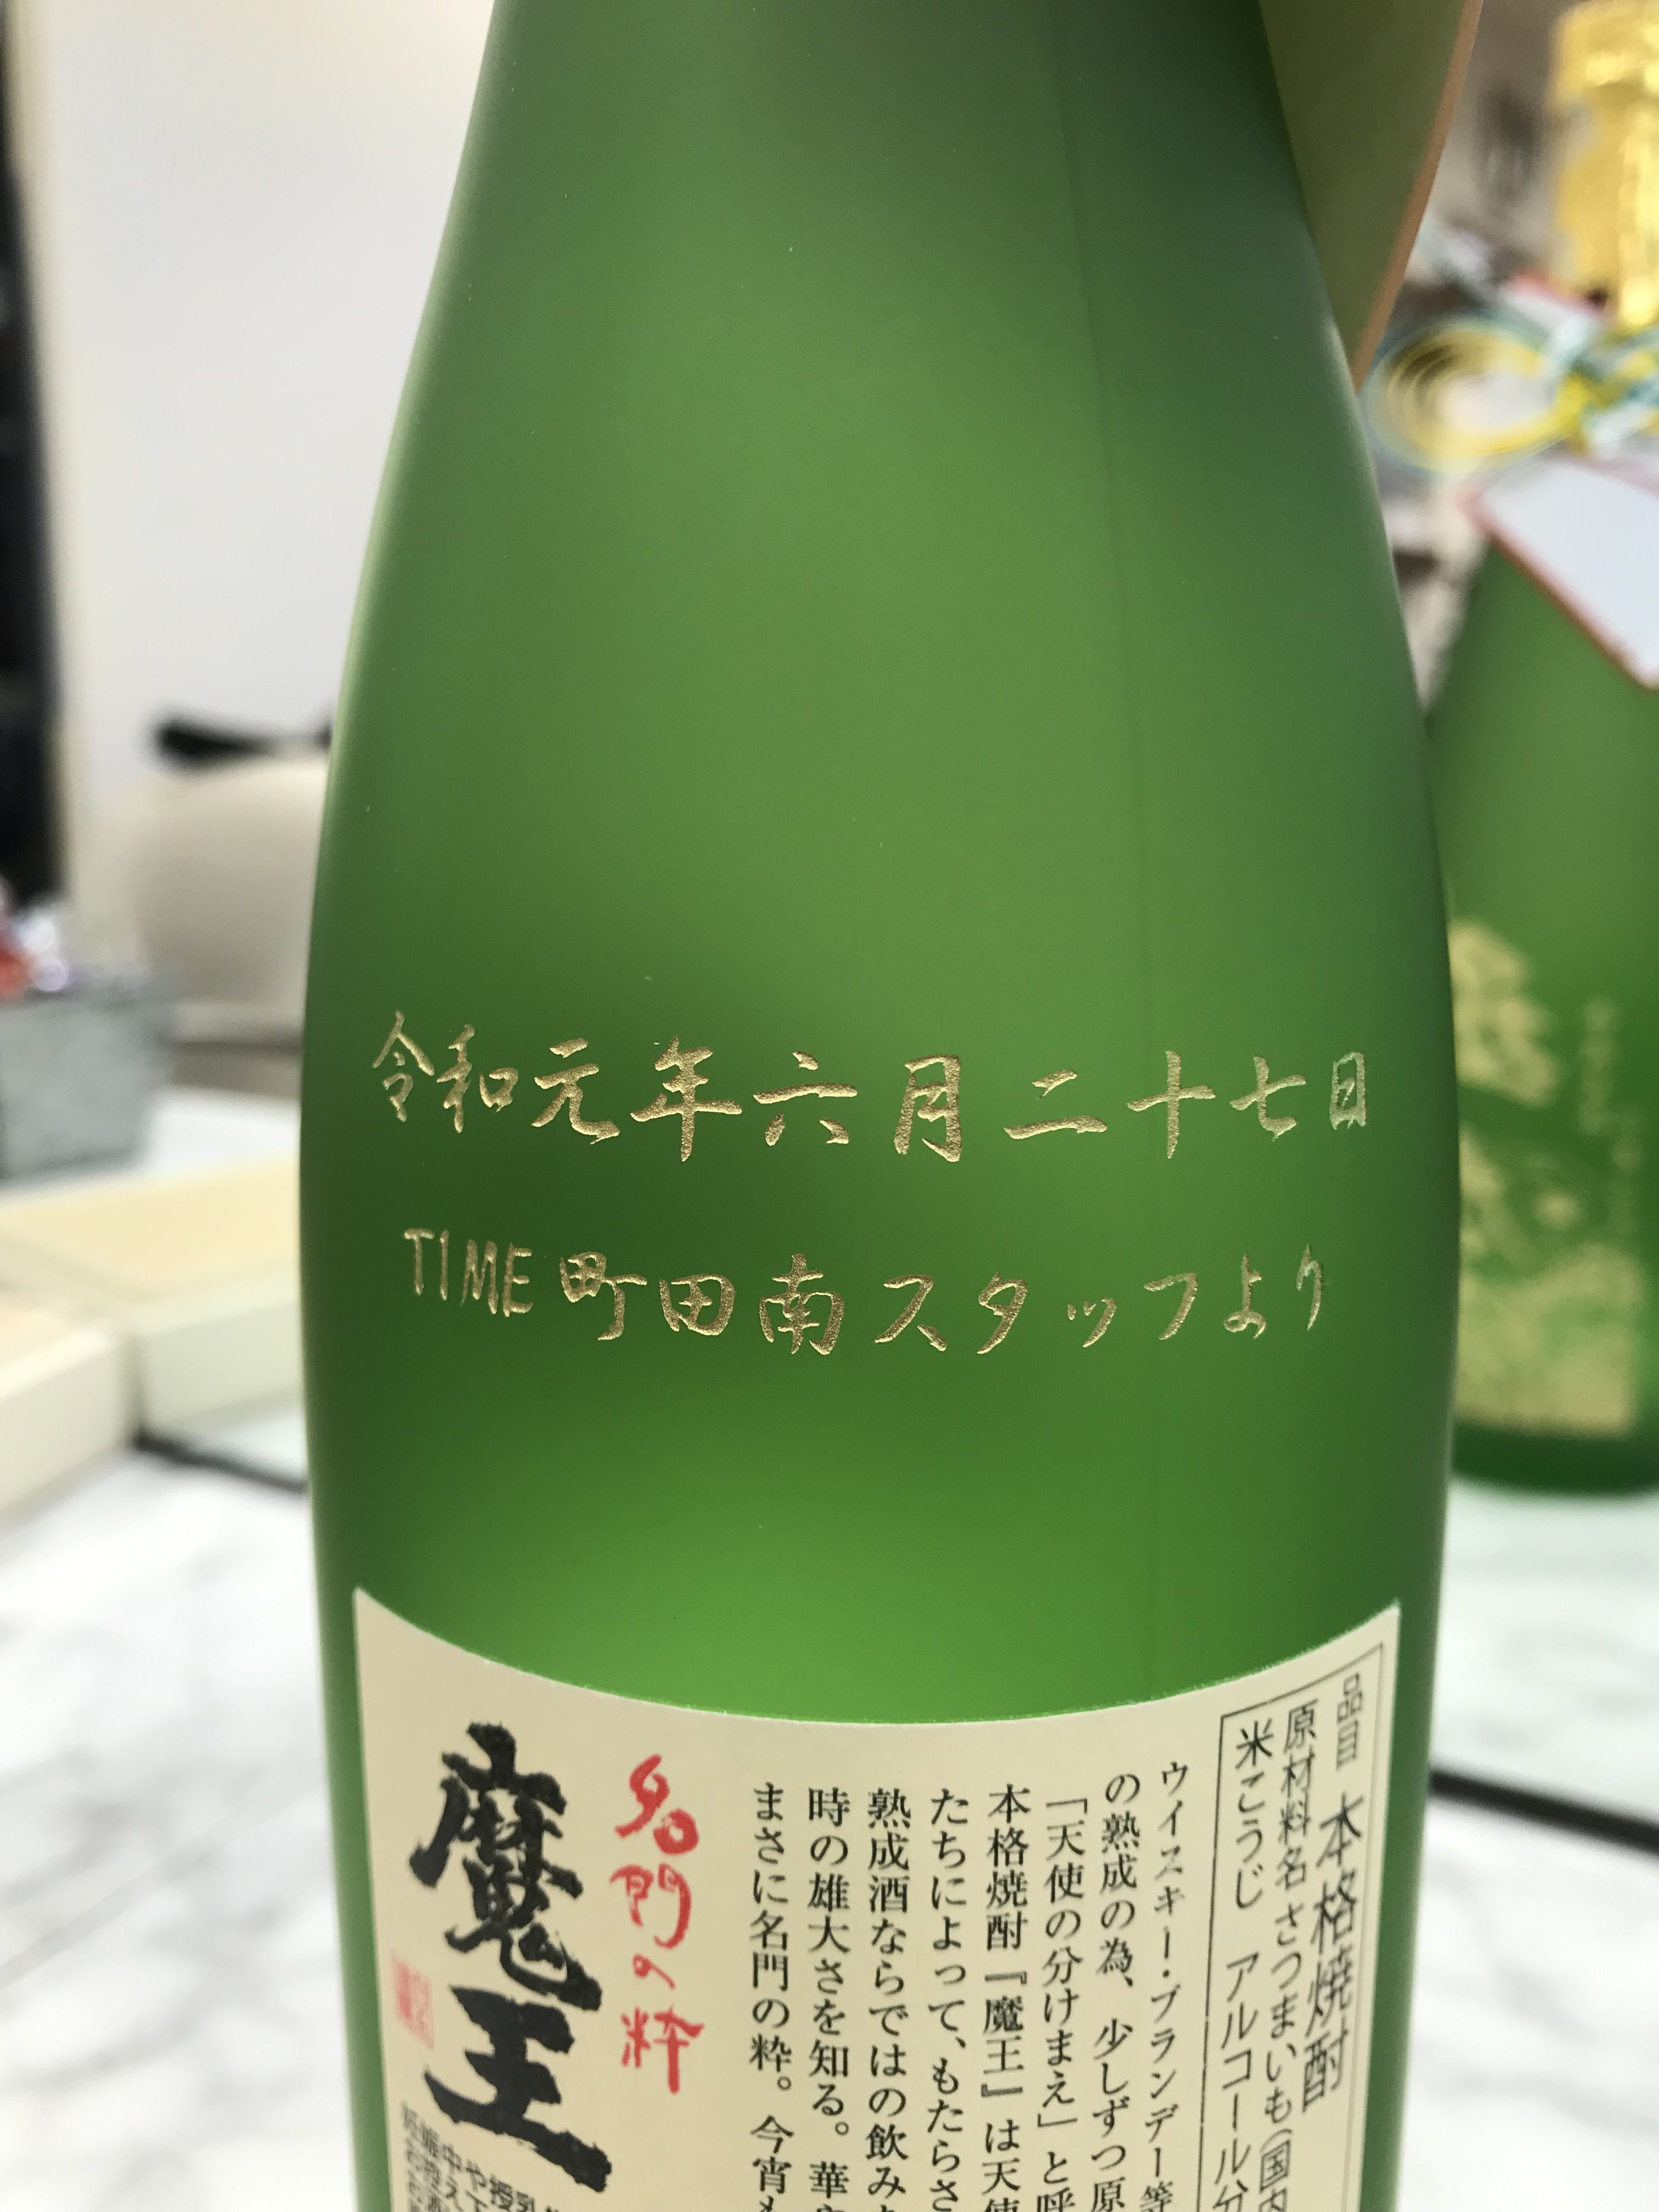 令和元年六月二十七日
TIME町田南スタッフより
品目 本格焼酎
原材料名 さつまいも(国内
米こうじ アルコール分
ウイスキー・ブランデー等
の熟成の為、少しずつ原
「天使の分けまえ」と呼
本格焼酎『魔王』は天使
たちによって、もたらさ
熟成酒ならではの飲み
時の雄大さを知る。華
まさに名門の粋。今宵も
名門の粋
魔王